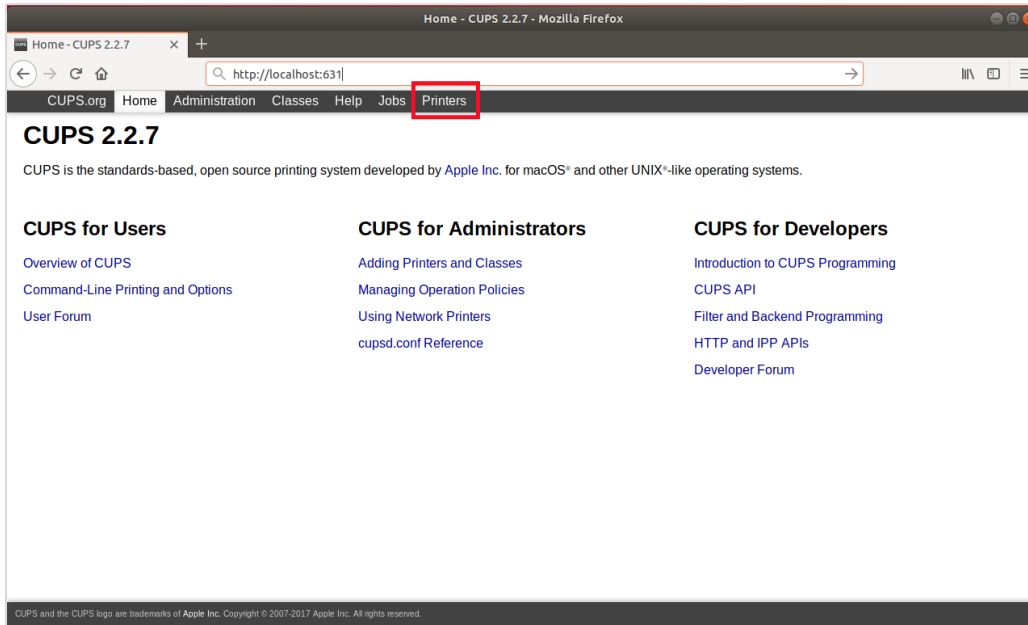 Home - CUPS 2.2.7 - Mozilla Firefox
Home - CUPS 2.2.7
http://localhost:631
CUPS.org Home Administration Classes Help Jobs Printers
CUPS 2.2.7
CUPS is the standards-based, open source printing system developed by Apple Inc. for macOS® and other UNIX®-like operating systems.
CUPS for Users
Overview of CUPS
Command-Line Printing and Options
User Forum
CUPS for Administrators
Adding Printers and Classes
Managing Operation Policies
Using Network Printers
cupsd.conf Reference
CUPS for Developers
Introduction to CUPS Programming
CUPS API
Filter and Backend Programming
HTTP and IPP APIs
Developer Forum
CUPS and the CUPS logo are trademarks of Apple Inc. Copyright © 2007-2017 Apple Inc. All rights reserved.